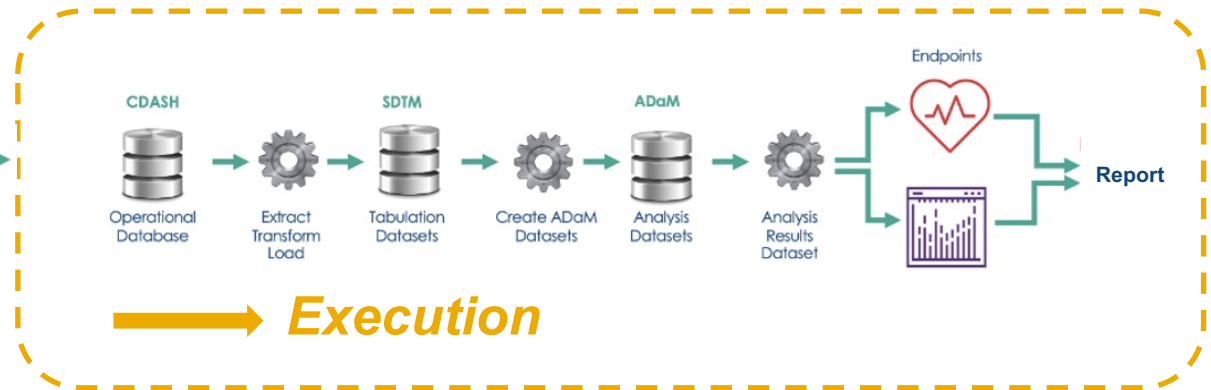 Endpoints
CDASH
SDTM
ADaM
Report
Operational
Database
Extract
Transform
Load
Tabulation
Datasets
Create ADaM
Datasets
Analysis
Datasets
Analysis
Results
Dataset
Execution